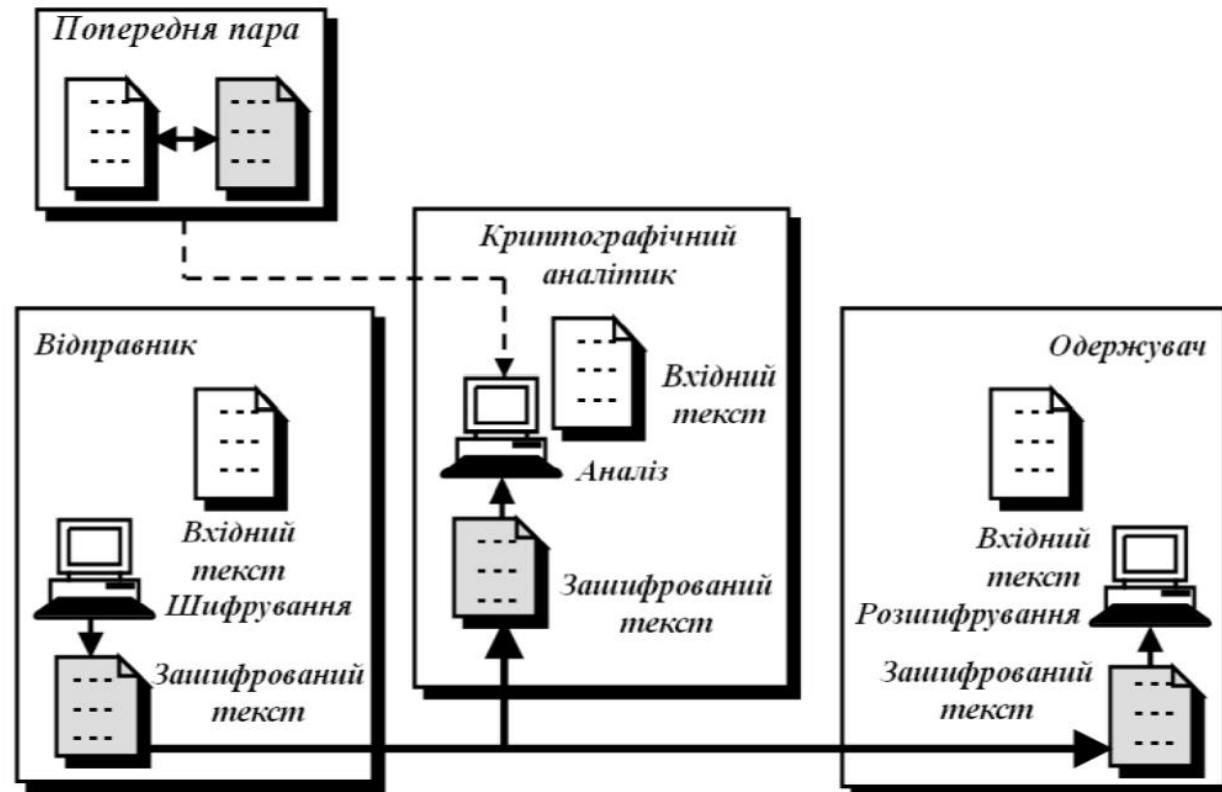 Попередня пара
Криптографічний
аналітик
Вхідний
текст
Аналіз
Зашифрований
текст
Відправник
Вхідний
текст
Шифрування
Зашифрований
текст
Одержувач
Вхідний
текст
Розшифрування
Зашифрований
текст